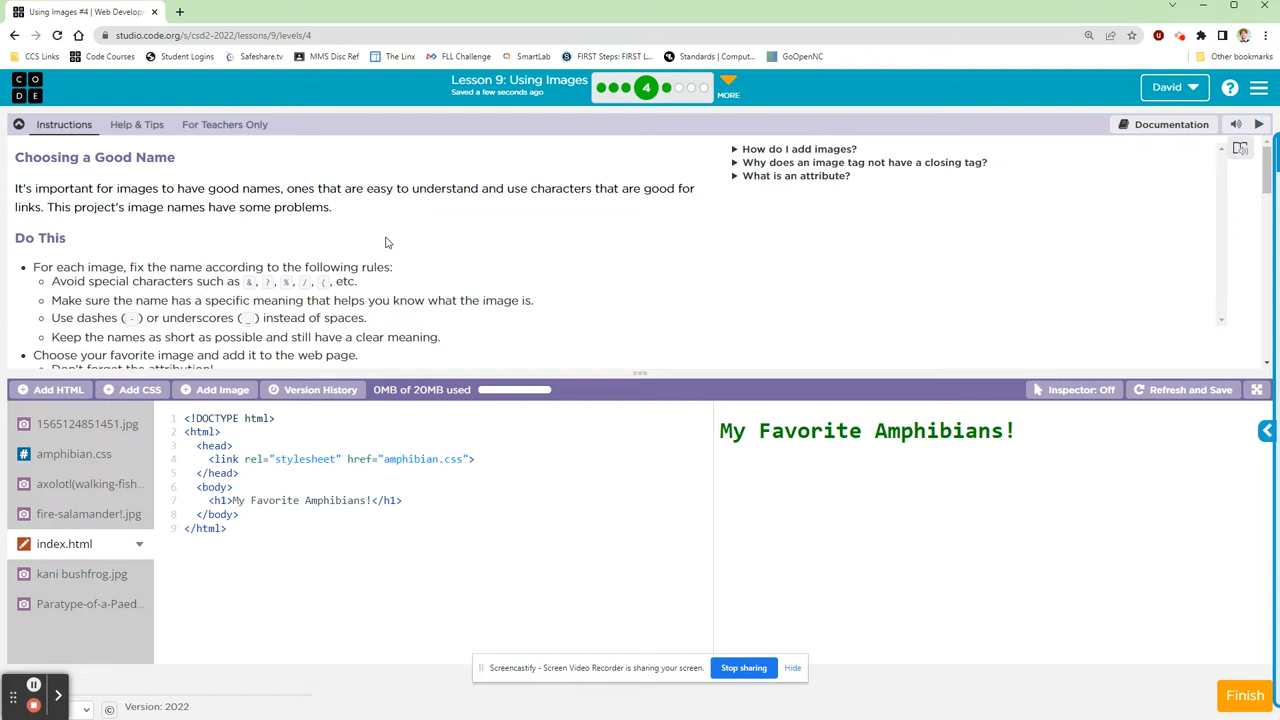 Using Images #4 | Web Develop
studio.code.org/s/csd2-2022/lessons/9/levels/4
CCS Links Code Courses Student Logins Safeshare.tv MMS Disc Ref The Linx FLL Challenge SmartLab FIRST Steps: FIRST L... Standards | Comput... GoOpenNC Other bookmarks
CODE
Lesson 9: Using Images
Saved a few seconds ago
4
MORE
David
?
Instructions Help & Tips For Teachers Only Documentation
Choosing a Good Name
It's important for images to have good names, ones that are easy to understand and use characters that are good for
links. This project's image names have some problems.
Do This
• For each image, fix the name according to the following rules:
Avoid special characters such as & , ? , % , / , ( , etc.
Make sure the name has a specific meaning that helps you know what the image is.
Use dashes ( - ) or underscores ( _ ) instead of spaces.
Keep the names as short as possible and still have a clear meaning.
• Choose your favorite image and add it to the web page.
Don't forget the attribution!
How do I add images?
Why does an image tag not have a closing tag?
What is an attribute?
Add HTML Add CSS Add Image Version History 0MB of 20MB used Inspector: Off Refresh and Save
1565124851451.jpg
amphibian.css
axolotl(walking-fish...
fire-salamander!.jpg
index.html
kani bushfrog.jpg
Paratype-of-a-Paed...
1 <!DOCTYPE html>
2 <html>
3 <head>
4 <link rel="stylesheet" href="amphibian.css">
5 </head>
6 <body>
7 <h1>My Favorite Amphibians!</h1>
8 </body>
9 </html>
My Favorite Amphibians!
Screencastify - Screen Video Recorder is sharing your screen. Stop sharing Hide
Finish
Version: 2022